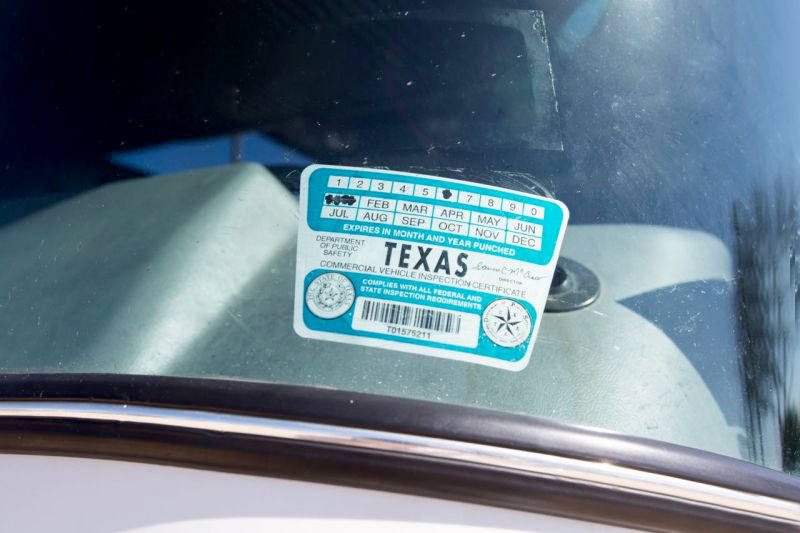 1 2 3 4 5 7 8 9 0
FEB MAR APR MAY JUN
JUL AUG SEP OCT NOV DEC
EXPIRES IN MONTH AND YEAR PUNCHED
DEPARTMENT
OF PUBLIC
SAFETY
TEXAS
DIRECTOR
COMMERCIAL VEHICLE INSPECTION CERTIFICATE
COMPLIES WITH ALL FEDERAL AND
STATE INSPECTION REQUIREMENTS
T01575211